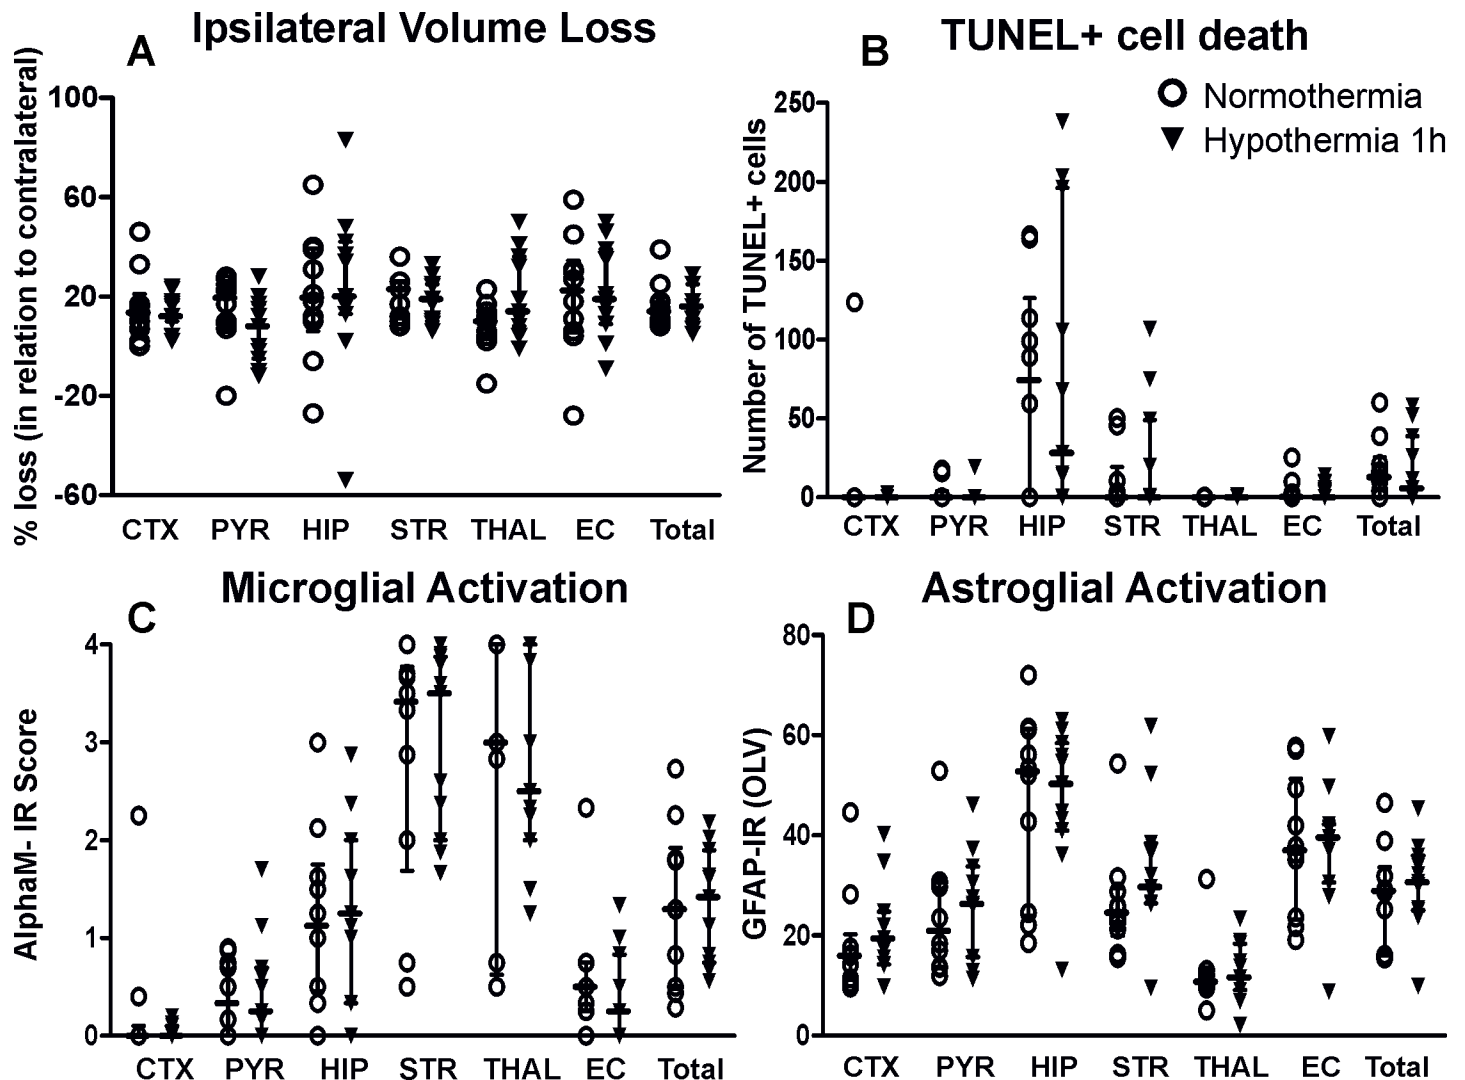 A
Ipsilateral Volume Loss
% loss (in relation to contralateral)
100
60
20
-20
-60
CTX PYR HIP STR THAL EC Total
B
TUNEL+ cell death
Normothermia
Hypothermia 1h
Number of TUNEL+ cells
250
200
150
100
50
0
CTX PYR HIP STR THAL EC Total
C
Microglial Activation
AlphaM- IR Score
4
3
2
1
0
CTX PYR HIP STR THAL EC Total
D
Astroglial Activation
GFAP-IR (OLV)
80
60
40
20
0
CTX PYR HIP STR THAL EC Total